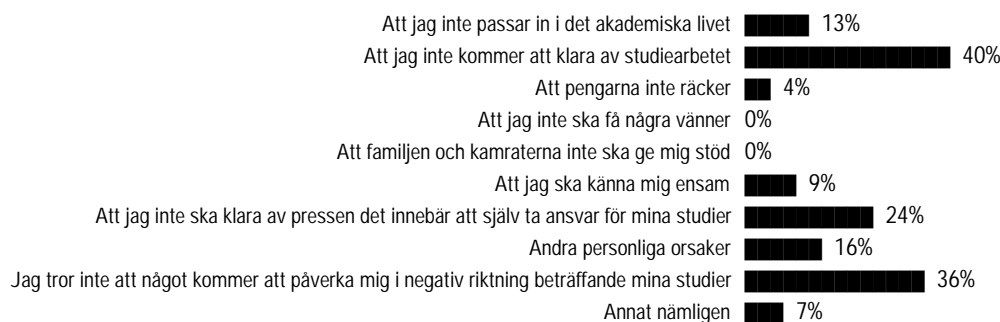 Att jag inte passar in i det akademiska livet 13%
Att jag inte kommer att klara av studiearbetet 40%
Att pengarna inte räcker 4%
Att jag inte ska få några vänner 0%
Att familjen och kamraterna inte ska ge mig stöd 0%
Att jag ska känna mig ensam 9%
Att jag inte ska klara av pressen det innebär att själv ta ansvar för mina studier 24%
Andra personliga orsaker 16%
Jag tror inte att något kommer att påverka mig i negativ riktning beträffande mina studier 36%
Annat nämligen 7%